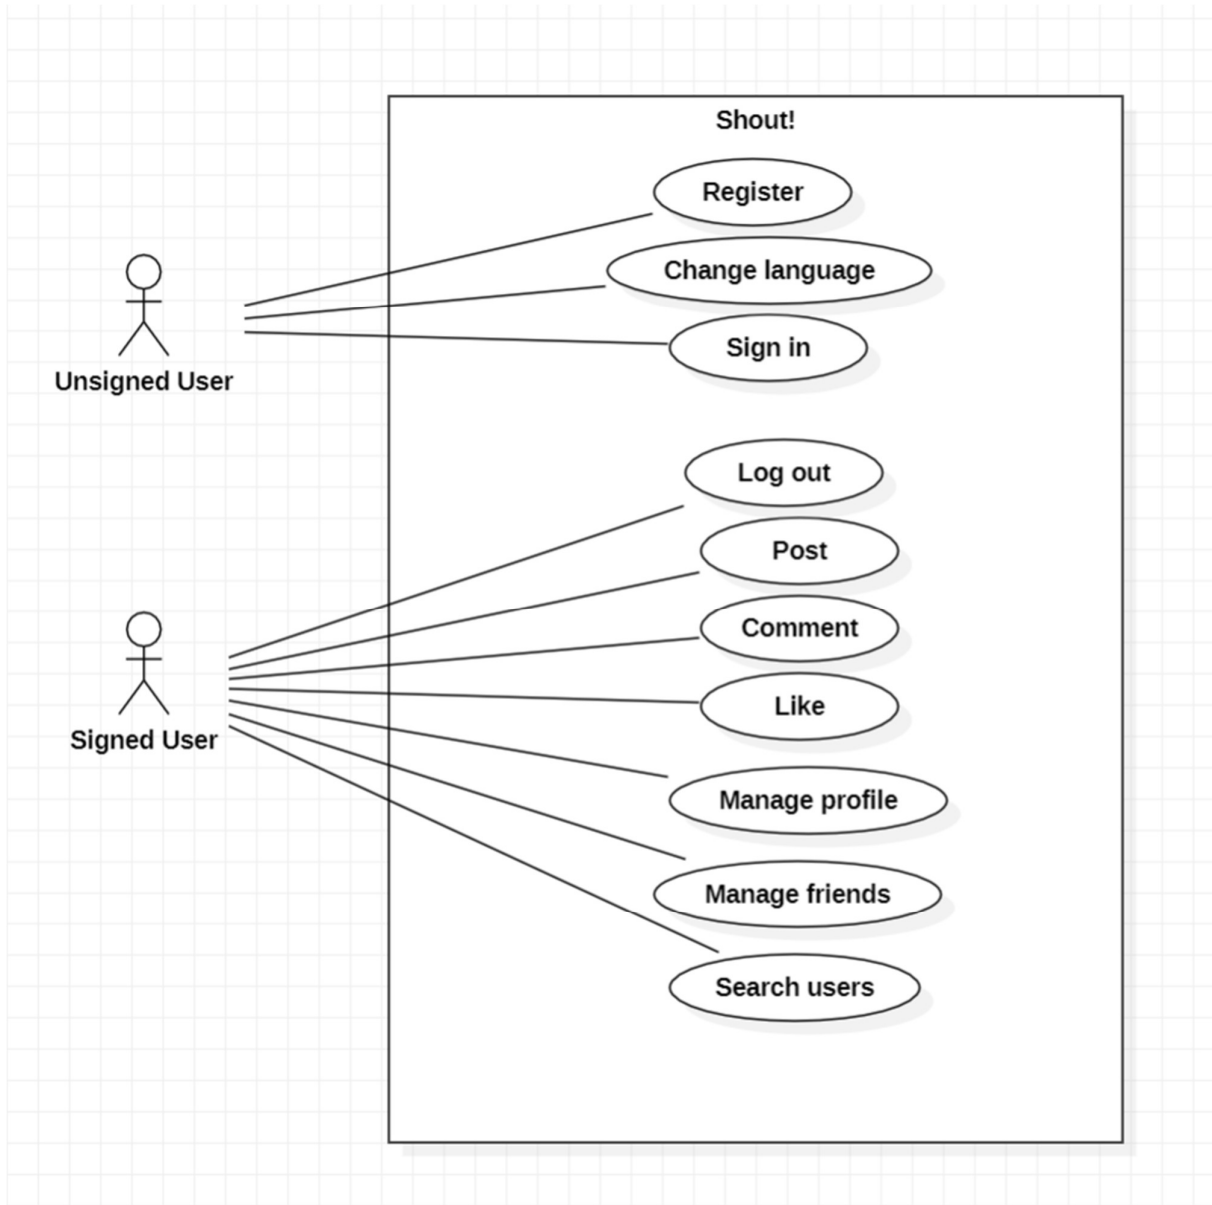 Shout!
Register
Change language
Sign in
Unsigned User
Log out
Post
Comment
Like
Signed User
Manage profile
Manage friends
Search users